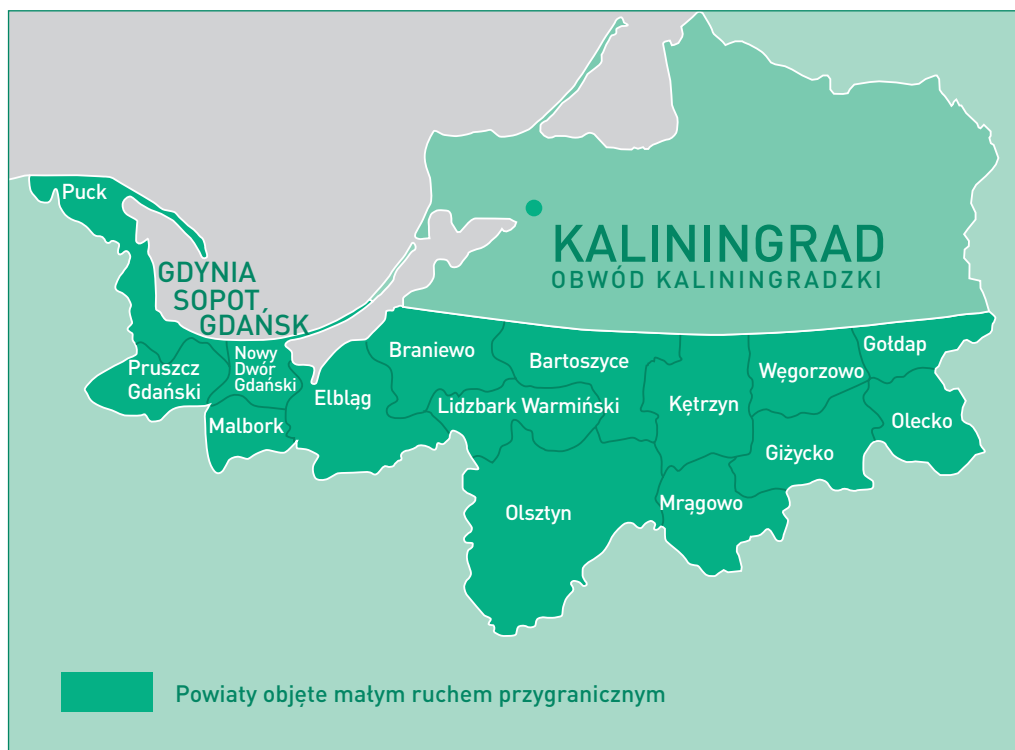 Puck
GDYNIA
SOPOT
GDAŃSK
KALININGRAD
OBWÓD KALININGRADZKI
Pruszcz
Gdański
Nowy
Dwór
Gdański
Malbork
Elbląg
Braniewo
Lidzbark Warmiński
Bartoszyce
Olsztyn
Kętrzyn
Mrągowo
Węgorzowo
Giżycko
Gołdap
Olecko
Powiaty objęte małym ruchem przygranicznym